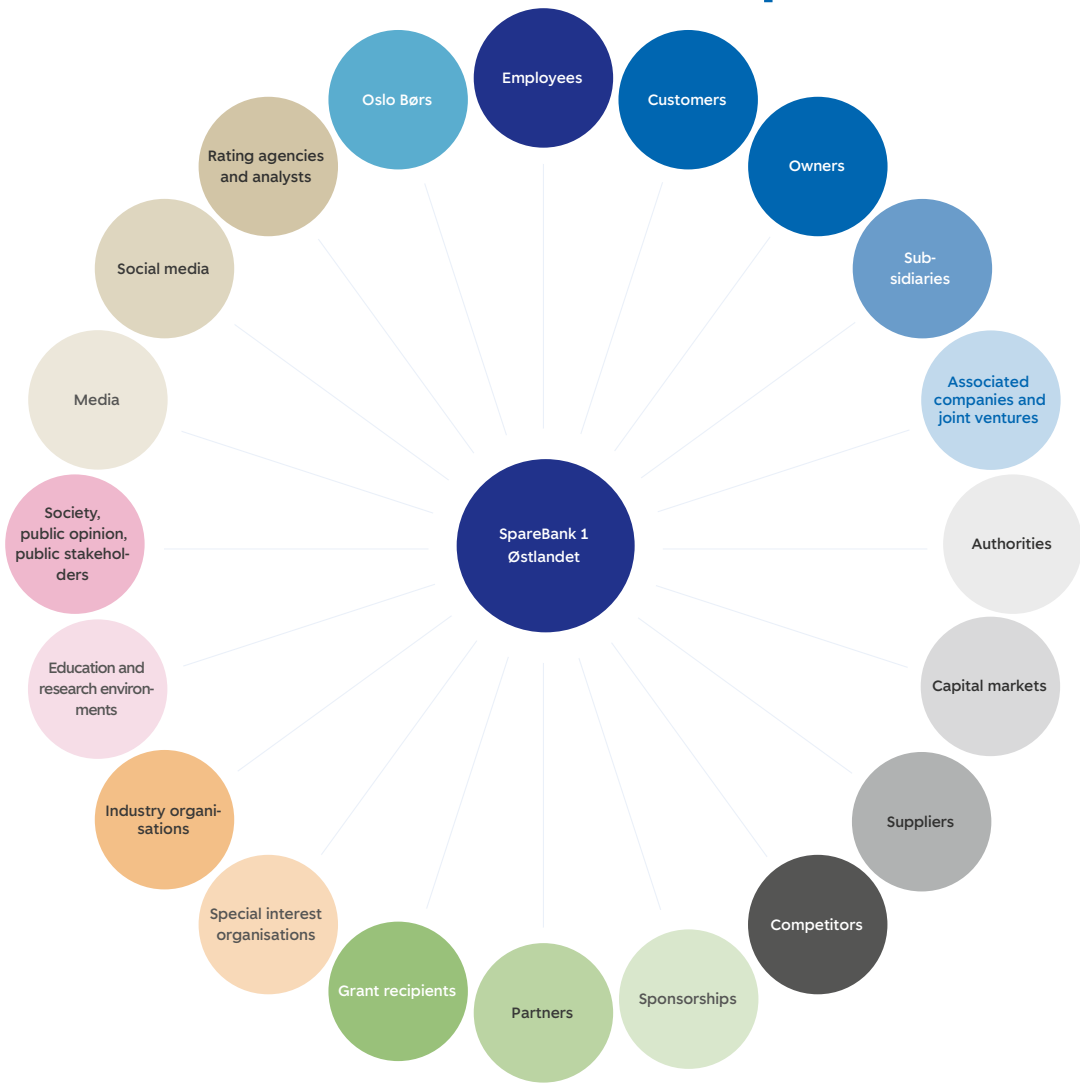 Employees
Customers
Owners
Sub-
sidiaries
Associated
companies and
joint ventures
Authorities
Capital markets
Suppliers
Competitors
Sponsorships
Partners
Grant recipients
Special interest
organisations
Industry organi-
sations
Education and
research environ-
ments
Society,
public opinion,
public stakehol-
ders
Media
Social media
Rating agencies
and analysts
Oslo Børs
SpareBank 1
Østlandet